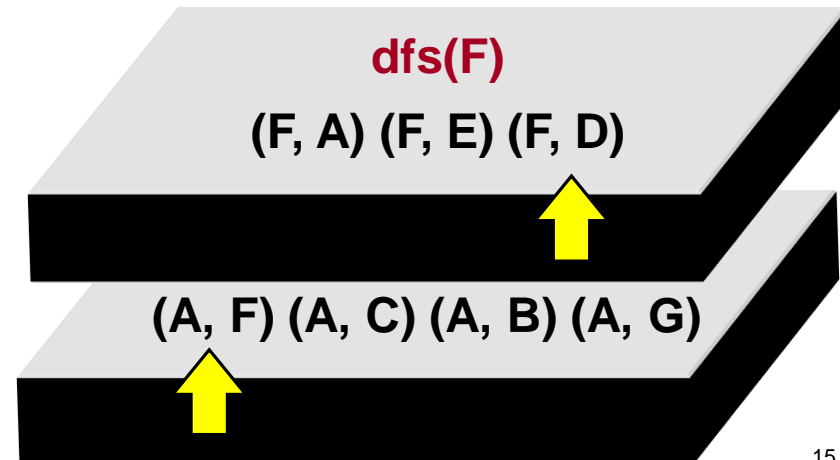 dfs(F)
(F, A) (F, E) (F, D)
(A, F) (A, C) (A, B) (A, G)
15